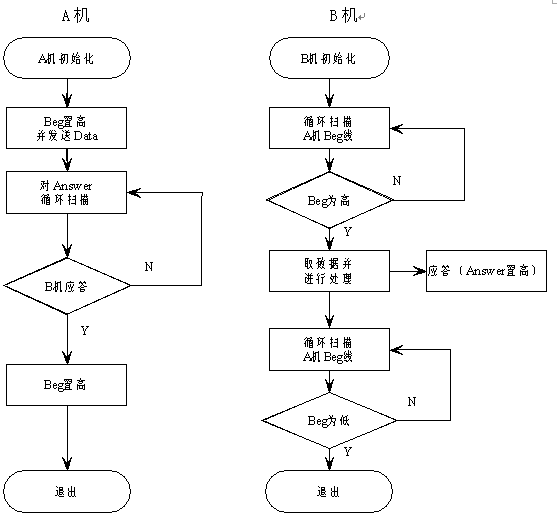 A机
A机初始化
Beg置高
并发送Data
对Answer
循环扫描
N
B机应答
Y
Beg置高
退出
B机
B机初始化
循环扫描
A机Beg线
N
Beg为高
Y
取数据并
进行处理
应答（Answer置高）
循环扫描
A机Beg线
N
Beg为低
Y
退出